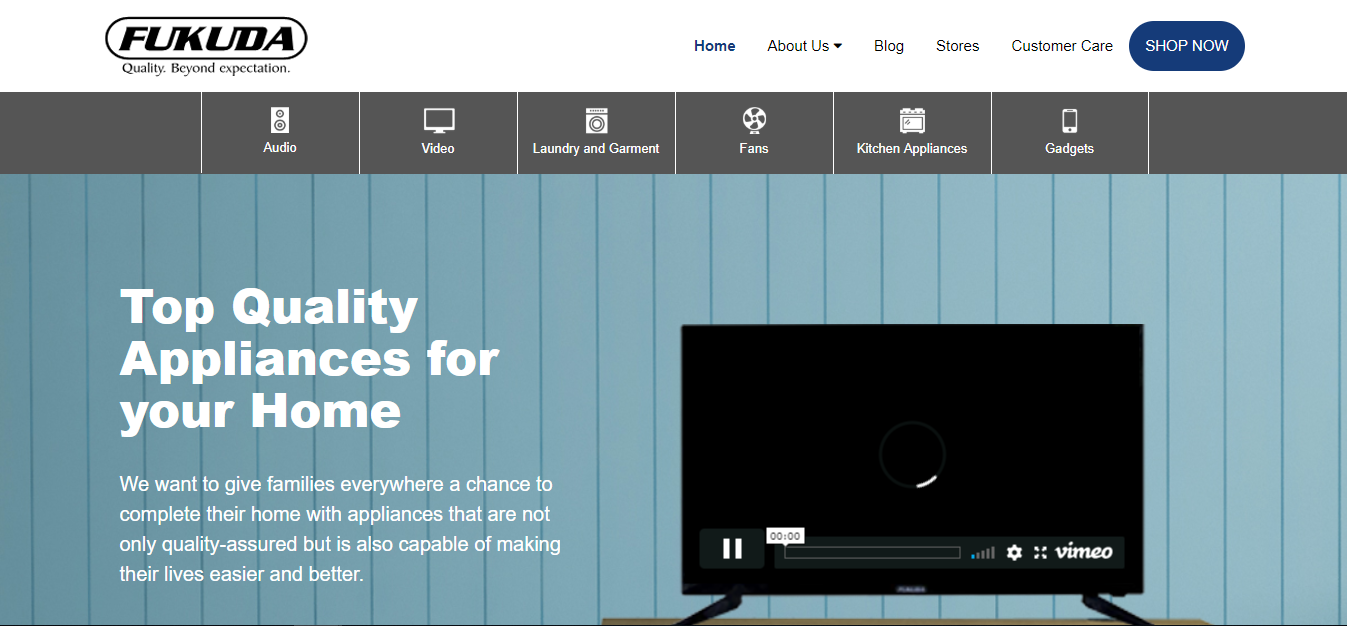 FUKUDA
Quality. Beyond expectation.
Home
About Us
Blog
Stores
Customer Care
SHOP NOW
Audio
Video
Laundry and Garment
Fans
Kitchen Appliances
Gadgets
Top Quality
Appliances for
your Home
We want to give families everywhere a chance to
complete their home with appliances that are not
only quality-assured but is also capable of making
their lives easier and better.
00:00
vimeo
FUKUDA